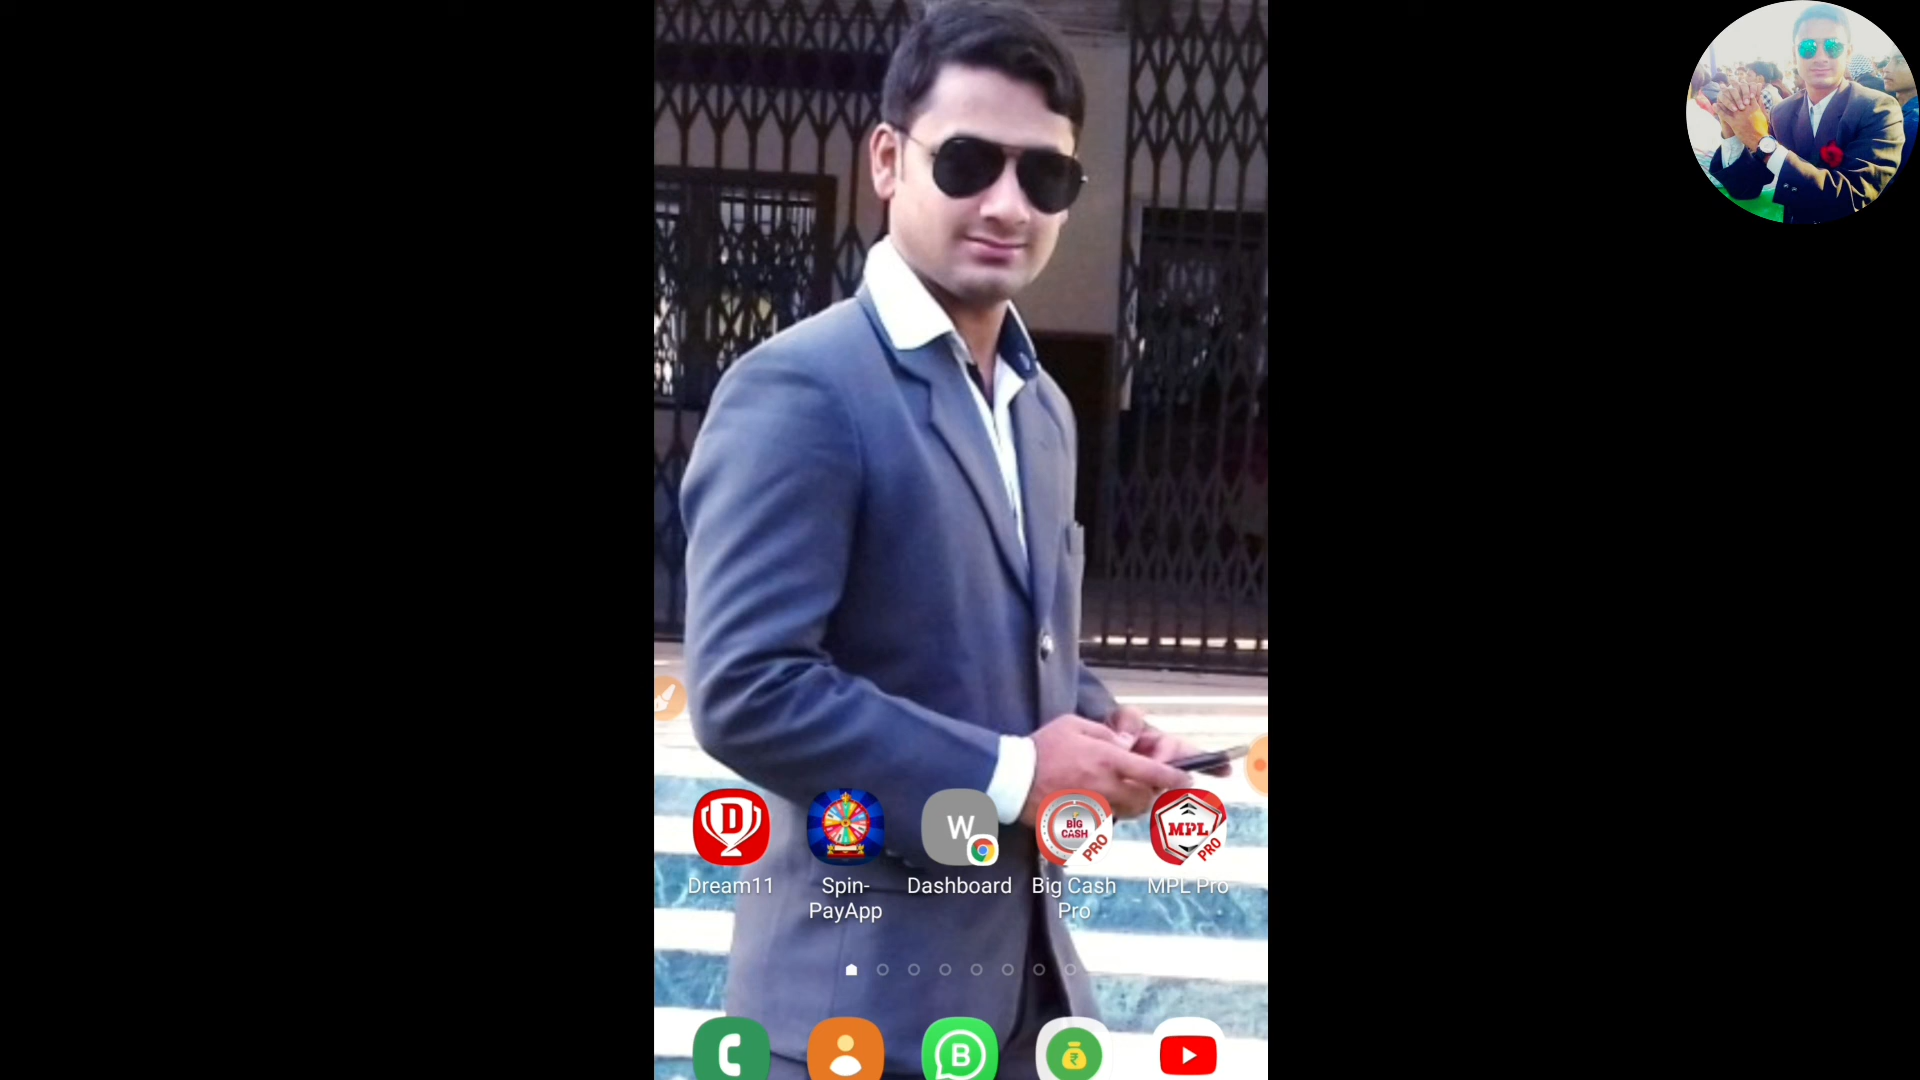 D
W
BIG
CASH
PRO
MPL
PRO
Dream11
Spin-
PayApp
Dashboard
Big Cash
Pro
MPL Pro
B
₹